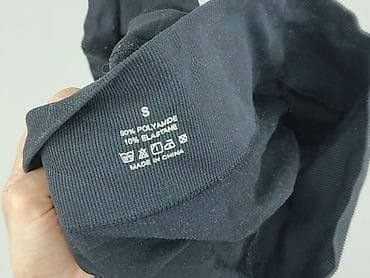 S
90% POLYAMIDE
10% ELASTANE
MADE IN CHINA